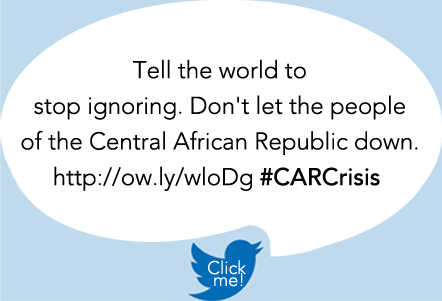 Tell the world to
stop ignoring. Don't let the people
of the Central African Republic down.
http://ow.ly/wloDg #CARCrisis
Click
me!